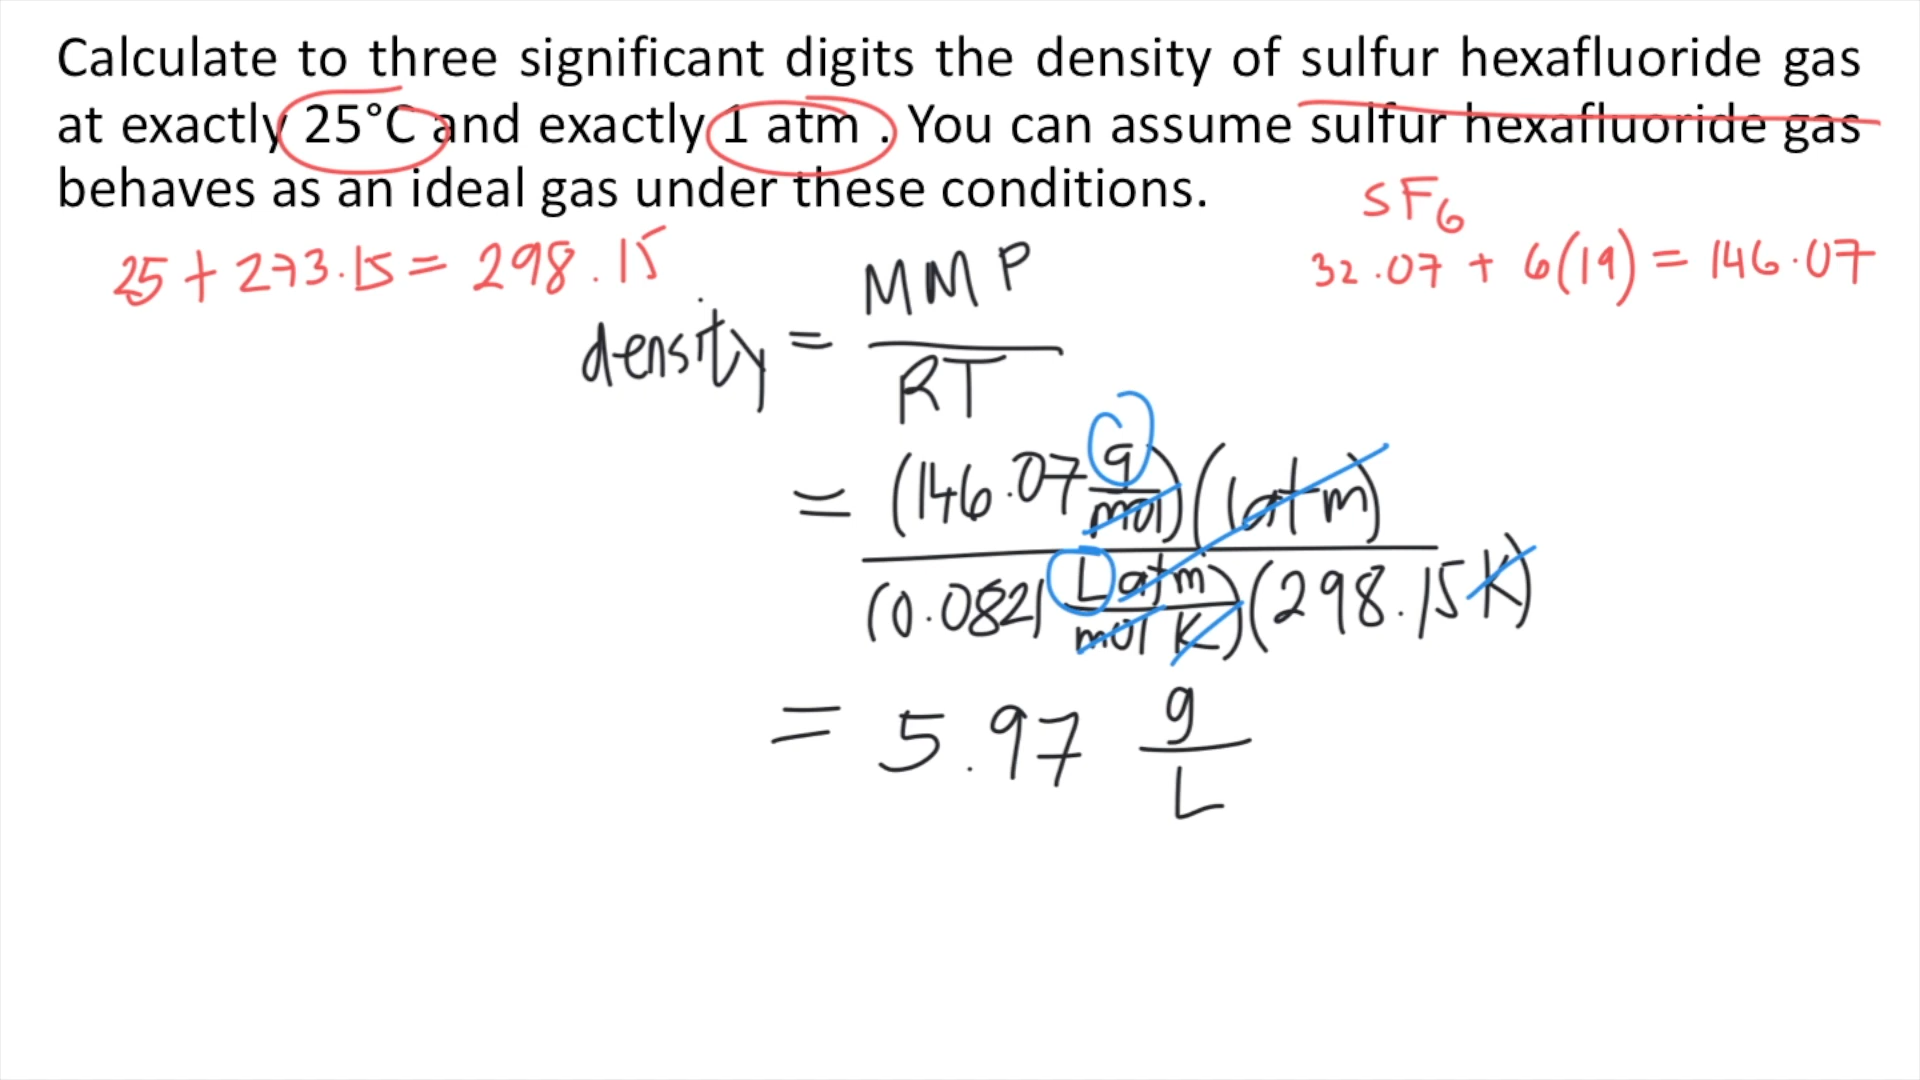 Calculate to three significant digits the density of sulfur hexafluoride gas
at exactly 25°C and exactly 1 atm . You can assume sulfur hexafluoride gas
behaves as an ideal gas under these conditions.
SF6
25 + 273.15 = 298.15
32.07 + 6(19) = 146.07
density = MMP
RT
= (146.07 g/mol)(1atm)
(0.0821 L atm/mol K)(298.15 K)
= 5.97 g/L